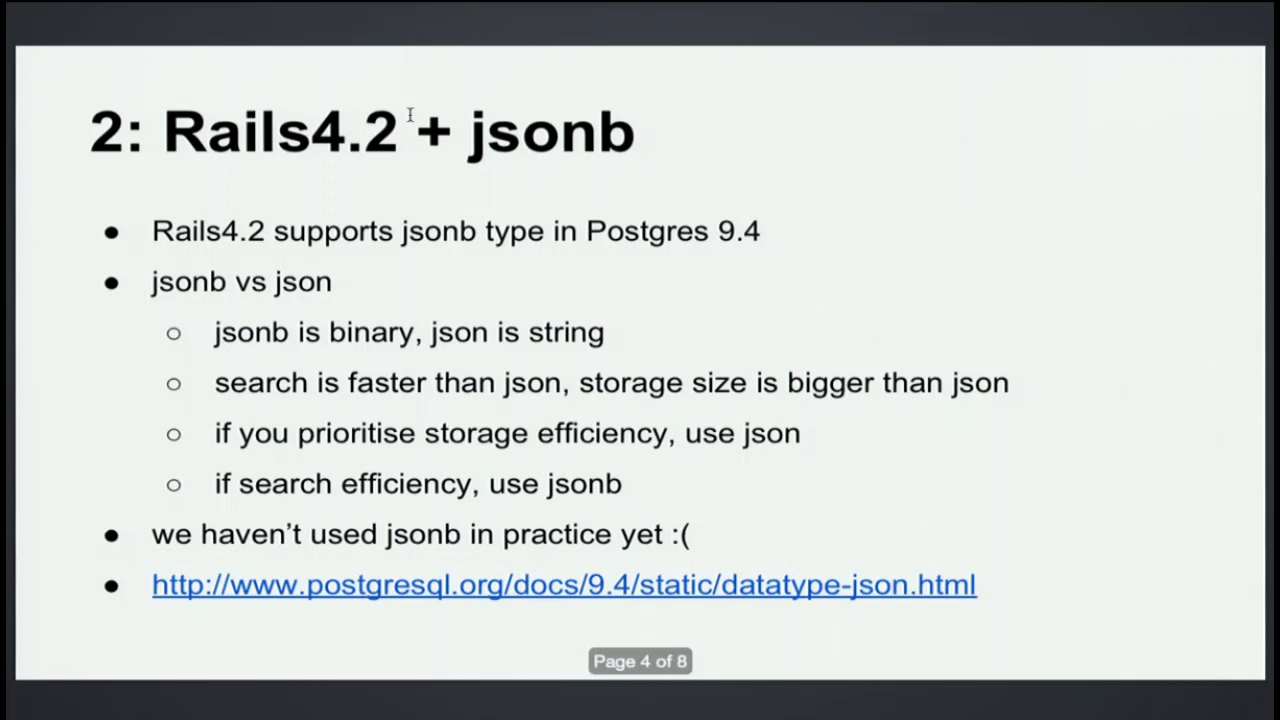 2: Rails4.2 + jsonb
● Rails4.2 supports jsonb type in Postgres 9.4
● jsonb vs json
○ jsonb is binary, json is string
○ search is faster than json, storage size is bigger than json
○ if you prioritise storage efficiency, use json
○ if search efficiency, use jsonb
● we haven’t used jsonb in practice yet :(
● http://www.postgresql.org/docs/9.4/static/datatype-json.html
Page 4 of 8